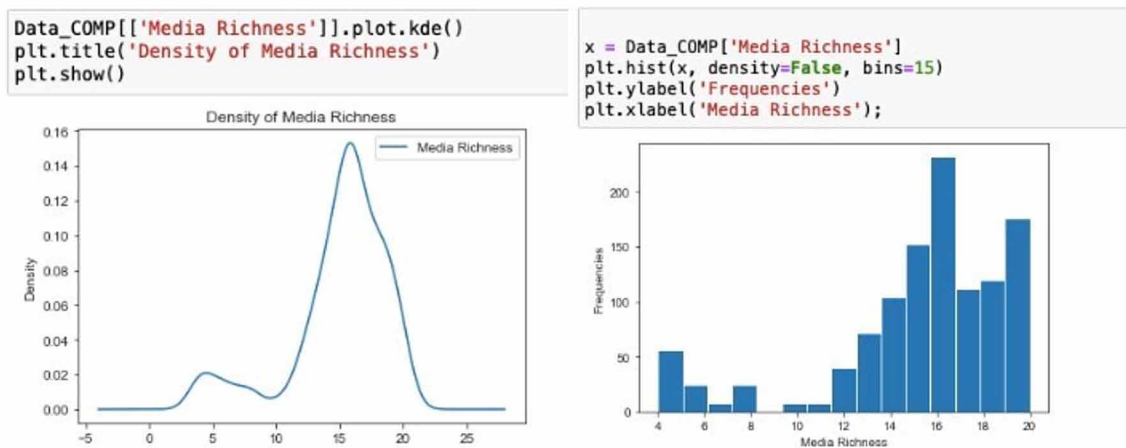 Data_COMP[['Media Richness']].plot.kde()
plt.title('Density of Media Richness')
plt.show()
Density of Media Richness
0.16
0.14
0.12
0.10
0.08
0.06
0.04
0.02
0.00
Density
Media Richness
-5 0 5 10 15 20 25
x = Data_COMP['Media Richness']
plt.hist(x, density=False, bins=15)
plt.ylabel('Frequencies')
plt.xlabel('Media Richness');
200
150
100
50
0
Frequencies
4 6 8 10 12 14 16 18 20
Media Richness